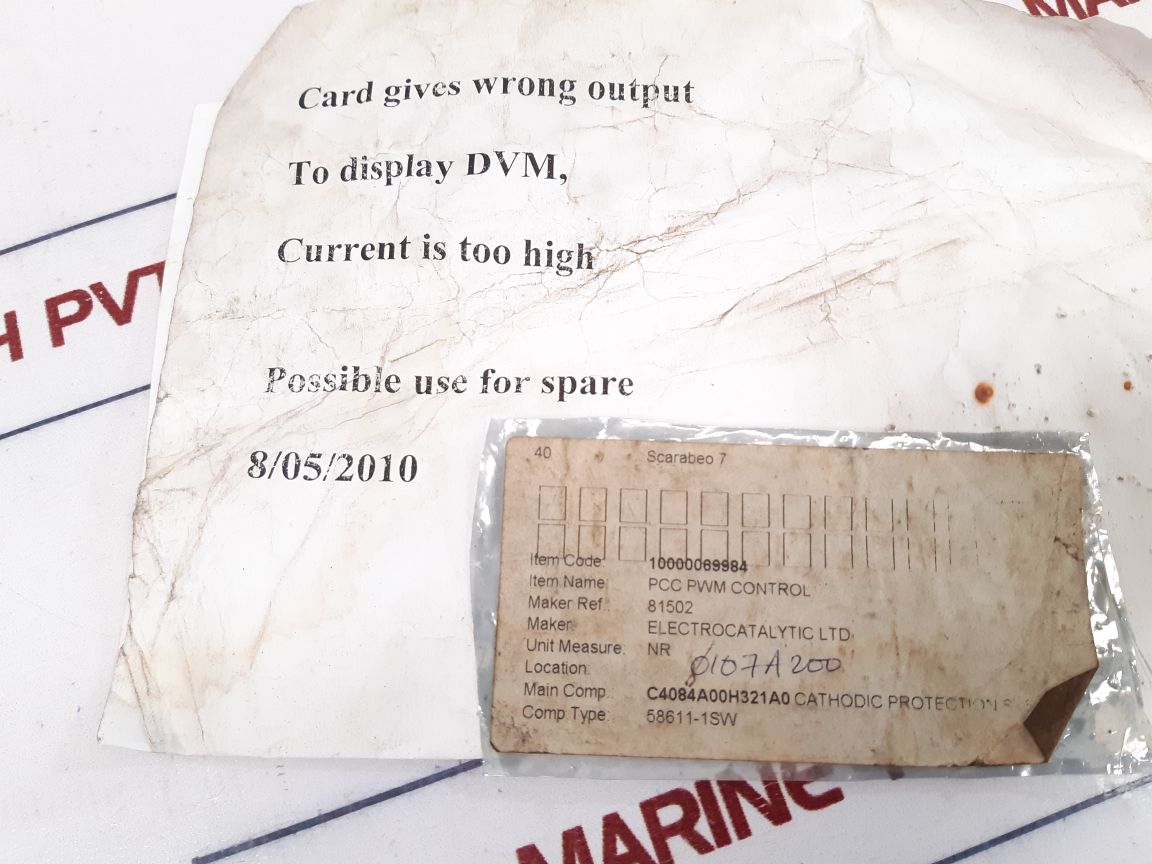 MAR
H PVT
Card gives wrong output
To display DVM,
Current is too high
Possible use for spare
8/05/2010
40 Scarabeo 7
Item Code: 10000069984
Item Name: PCC PWM CONTROL
Maker Ref.: 81502
Maker: ELECTROCATALYTIC LTD.
Unit Measure: NR
Location: 0107A200
Main Comp.: C4084A00H321A0 CATHODIC PROTECTION
Comp Type: 58611-1SW
MARINE